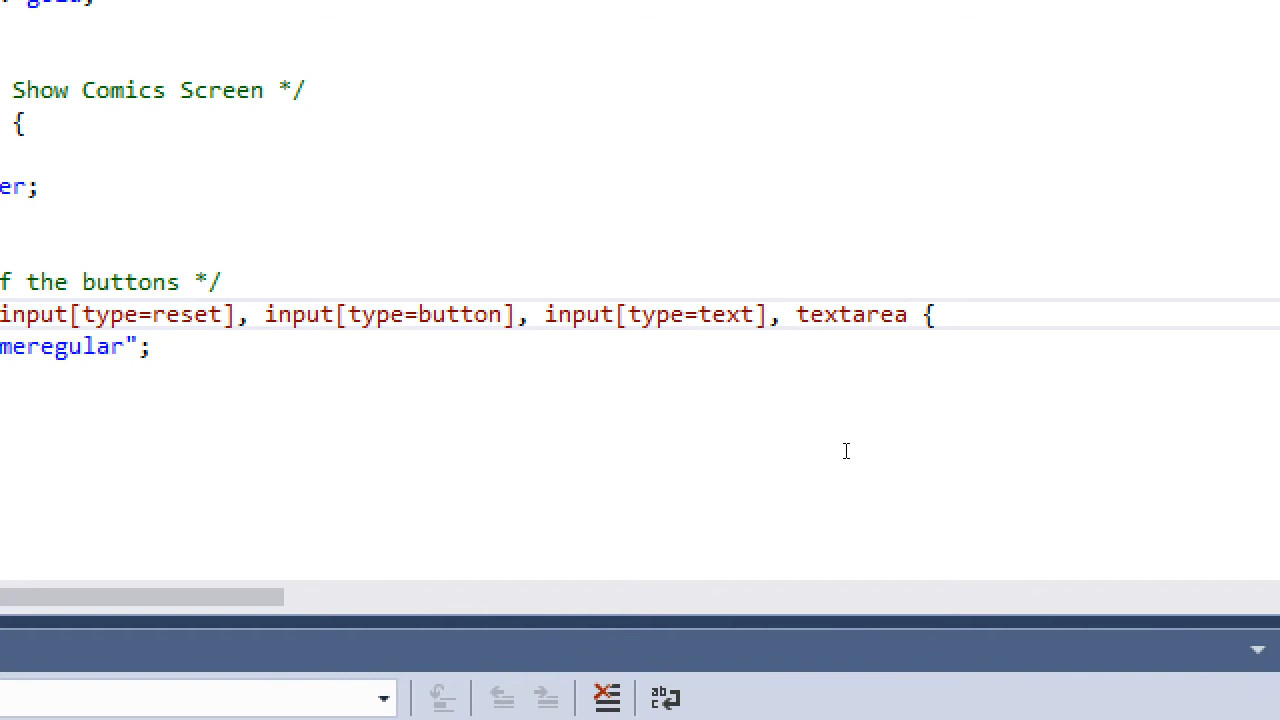 Show Comics Screen */
{
er;
f the buttons */
input[type=reset], input[type=button], input[type=text], textarea {
meregular";